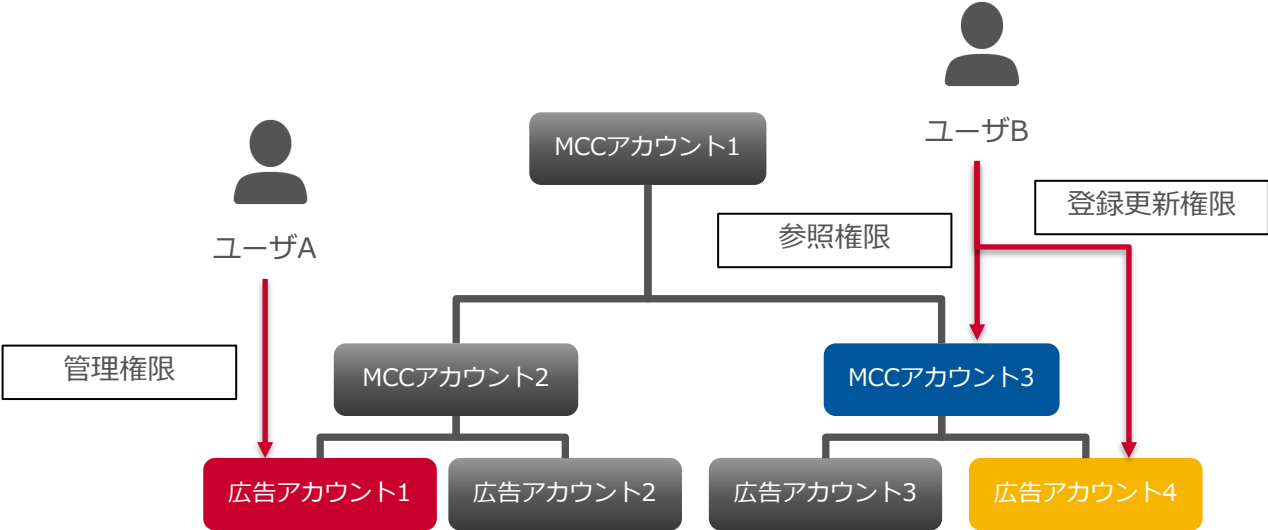 ユーザB
MCCアカウント1
登録更新権限
参照権限
ユーザA
管理権限
MCCアカウント2
MCCアカウント3
広告アカウント1
広告アカウント2
広告アカウント3
広告アカウント4